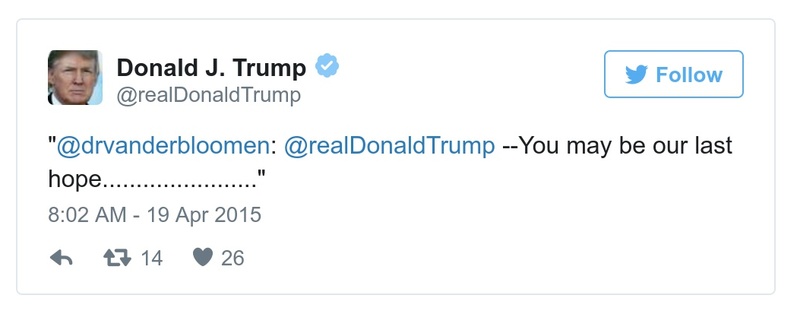 Donald J. Trump
@realDonaldTrump
Follow
"@drvanderbloomen: @realDonaldTrump --You may be our last
hope......................."
8:02 AM - 19 Apr 2015
14 26